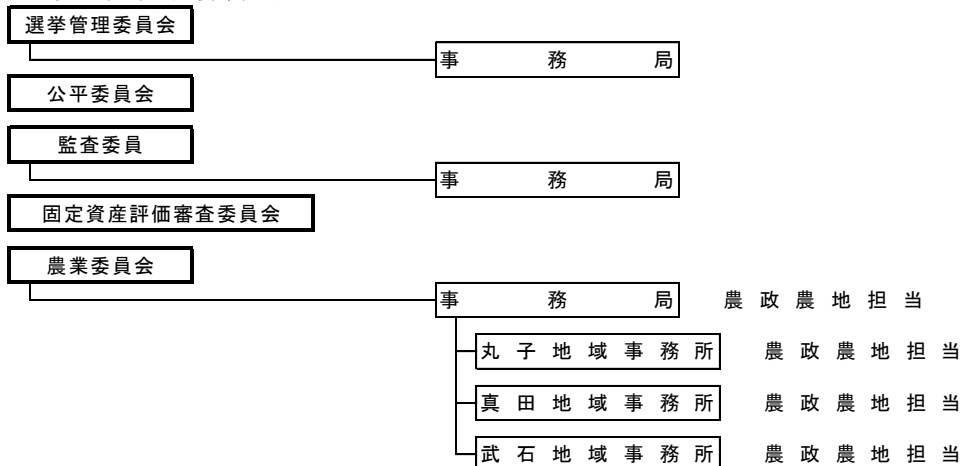 選挙管理委員会
事務局
公平委員会
監査委員
事務局
固定資産評価審査委員会
農業委員会
事務局 農政農地担当
丸子地域事務所 農政農地担当
真田地域事務所 農政農地担当
武石地域事務所 農政農地担当